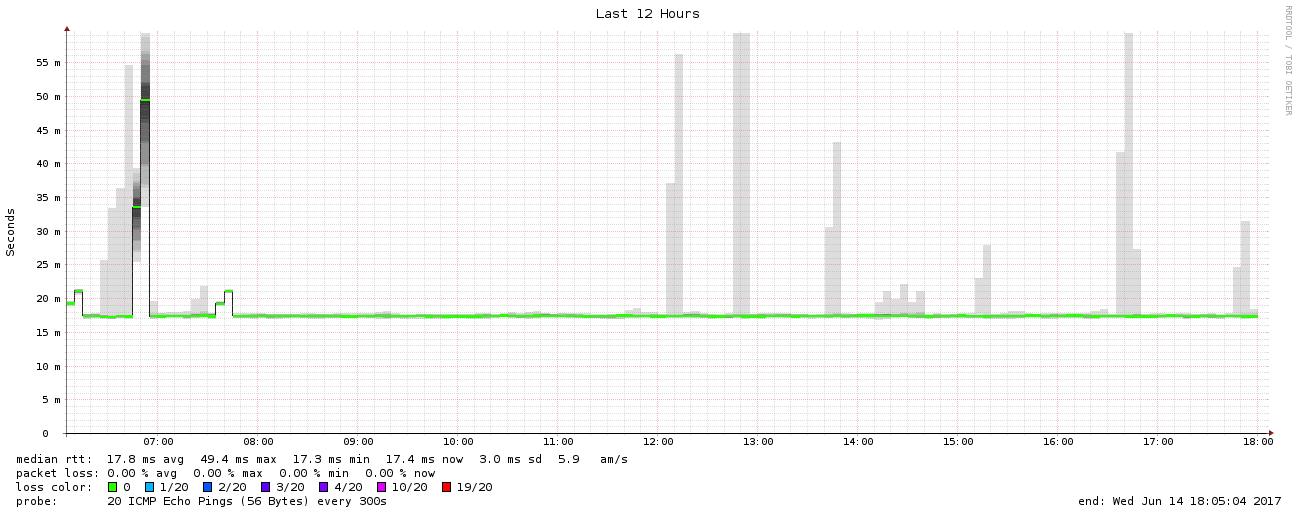 Last 12 Hours
RRDTOOL / TOBI OETIKER
Seconds
55 m
50 m
45 m
40 m
35 m
30 m
25 m
20 m
15 m
10 m
5 m
0
07:00 08:00 09:00 10:00 11:00 12:00 13:00 14:00 15:00 16:00 17:00 18:00
median rtt: 17.8 ms avg 49.4 ms max 17.3 ms min 17.4 ms now 3.0 ms sd 5.9 am/s
packet loss: 0.00 % avg 0.00 % max 0.00 % min 0.00 % now
loss color: 0 1/20 2/20 3/20 4/20 10/20 19/20
probe: 20 ICMP Echo Pings (56 Bytes) every 300s end: Wed Jun 14 18:05:04 2017